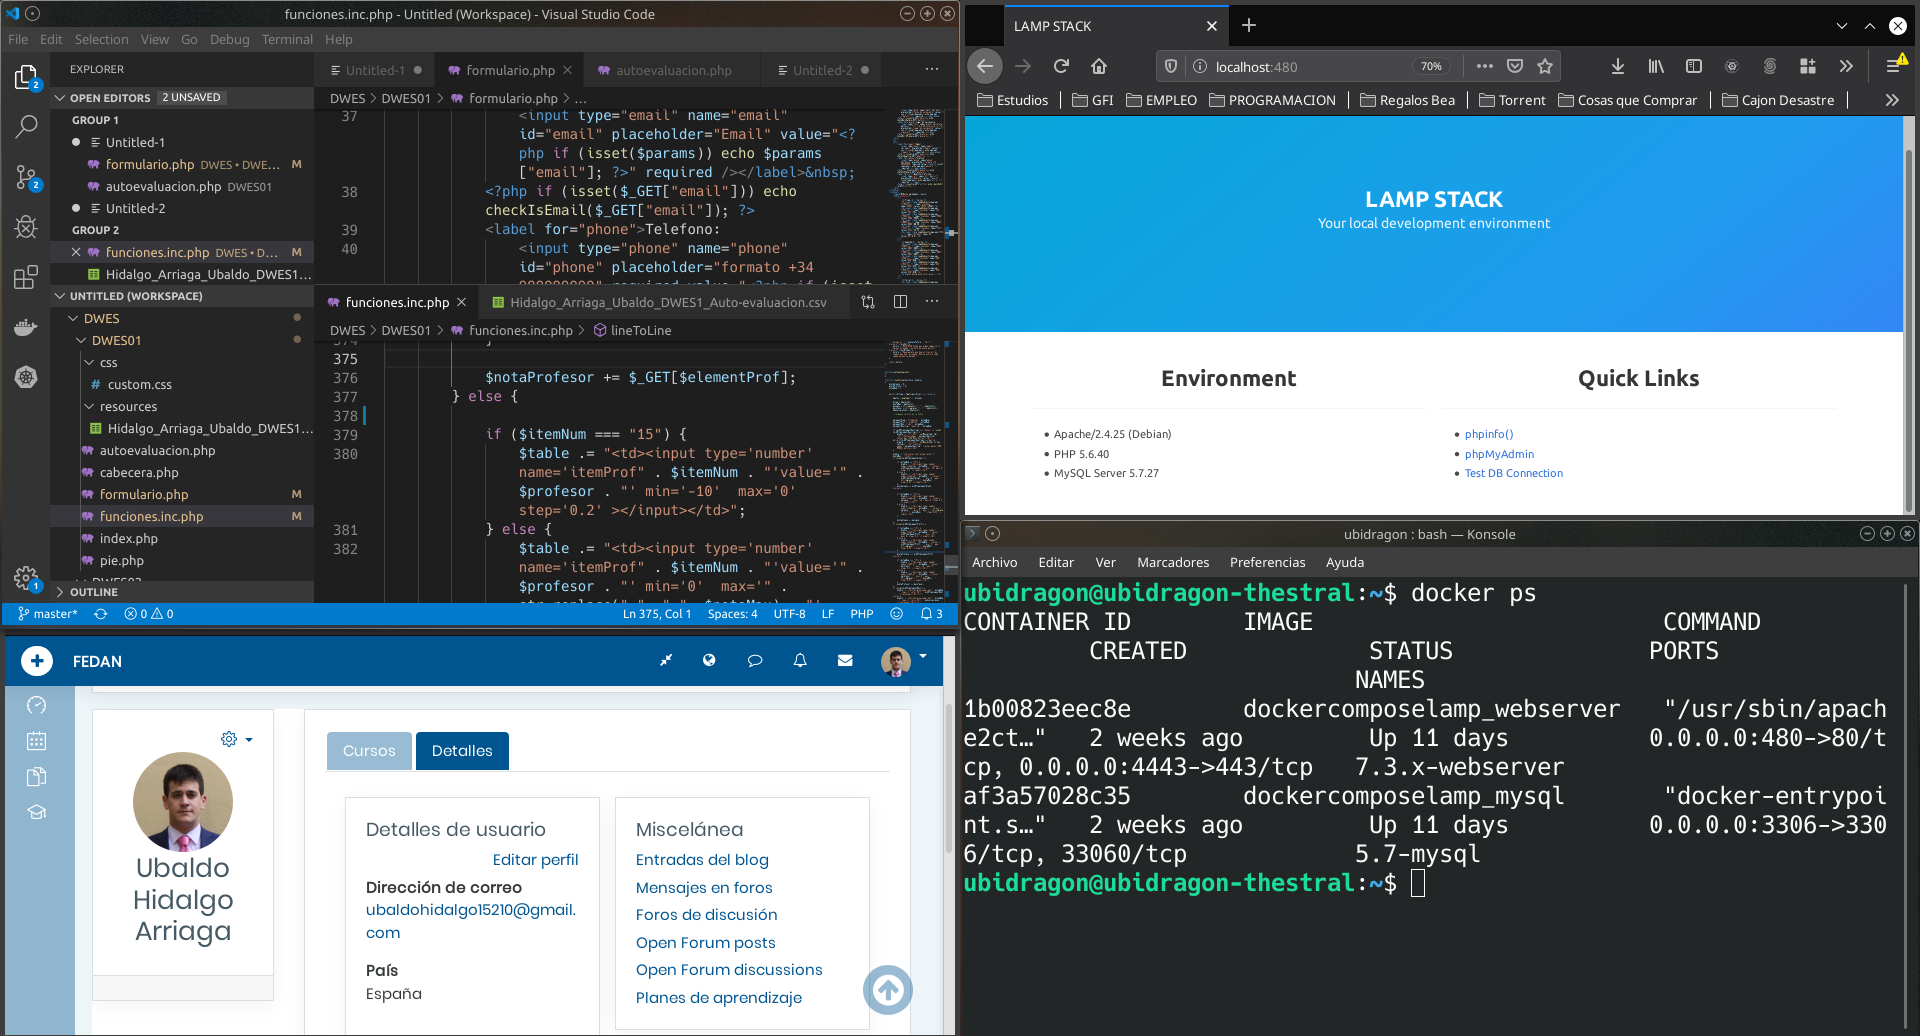 funciones.inc.php - Untitled (Workspace) - Visual Studio Code
File Edit Selection View Go Debug Terminal Help
EXPLORER
OPEN EDITORS 2 UNSAVED
GROUP 1
Untitled-1
formulario.php DWES • DWE... M
autoevaluacion.php DWES01
Untitled-2
GROUP 2
funciones.inc.php DWES • D... M
Hidalgo_Arriaga_Ubaldo_DWES1...
UNTITLED (WORKSPACE)
DWES
DWES01
css
# custom.css
resources
Hidalgo_Arriaga_Ubaldo_DWES1...
autoevaluacion.php
cabecera.php
formulario.php M
funciones.inc.php M
index.php
pie.php
OUTLINE
2
2
1
Untitled-1 formulario.php autoevaluacion.php Untitled-2 ...
DWES > DWES01 > formulario.php > ...
37 <input type="email" name="email"
id="email" placeholder="Email" value="<?
php if (isset($params)) echo $params
["email"]; ?>" required /></label>&nbsp;
38 <?php if (isset($_GET["email"])) echo
checkIsEmail($_GET["email"]); ?>
39 <label for="phone">Telefono:
40 <input type="phone" name="phone"
id="phone" placeholder="formato +34
funciones.inc.php Hidalgo_Arriaga_Ubaldo_DWES1_Auto-evaluacion.csv ...
DWES > DWES01 > funciones.inc.php > lineToLine
374 }
375
376 $notaProfesor += $_GET[$elementProf];
377 } else {
378
379 if ($itemNum === "15") {
380 $table .= "<td><input type='number'
name='itemProf" . $itemNum . "'value='" .
$profesor . "' min='-10'  max='0'
step='0.2' ></input></td>";
381 } else {
382 $table .= "<td><input type='number'
name='itemProf" . $itemNum . "'value='" .
$profesor . "' min='0'  max='" .
master* 0 0 Ln 375, Col 1 Spaces: 4 UTF-8 LF PHP 3
LAMP STACK
localhost:480 70% ...
Estudios GFI EMPLEO PROGRAMACION Regalos Bea Torrent Cosas que Comprar Cajon Desastre
LAMP STACK
Your local development environment
Environment
Apache/2.4.25 (Debian)
PHP 5.6.40
MySQL Server 5.7.27
Quick Links
phpinfo()
phpMyAdmin
Test DB Connection
FEDAN
Ubaldo
Hidalgo
Arriaga
Cursos Detalles
Detalles de usuario
Editar perfil
Dirección de correo
ubaldohidalgo15210@gmail.
com
País
España
Miscelánea
Entradas del blog
Mensajes en foros
Foros de discusión
Open Forum posts
Open Forum discussions
Planes de aprendizaje
ubidragon : bash — Konsole
Archivo Editar Ver Marcadores Preferencias Ayuda
ubidragon@ubidragon-thestral:~$ docker ps
CONTAINER ID IMAGE COMMAND
CREATED STATUS PORTS
NAMES
1b00823eec8e dockercomposelamp_webserver "/usr/sbin/apach
e2ct…" 2 weeks ago Up 11 days 0.0.0.0:480->80/t
cp, 0.0.0.0:4443->443/tcp 7.3.x-webserver
af3a57028c35 dockercomposelamp_mysql "docker-entrypoi
nt.s…" 2 weeks ago Up 11 days 0.0.0.0:3306->330
6/tcp, 33060/tcp 5.7-mysql
ubidragon@ubidragon-thestral:~$